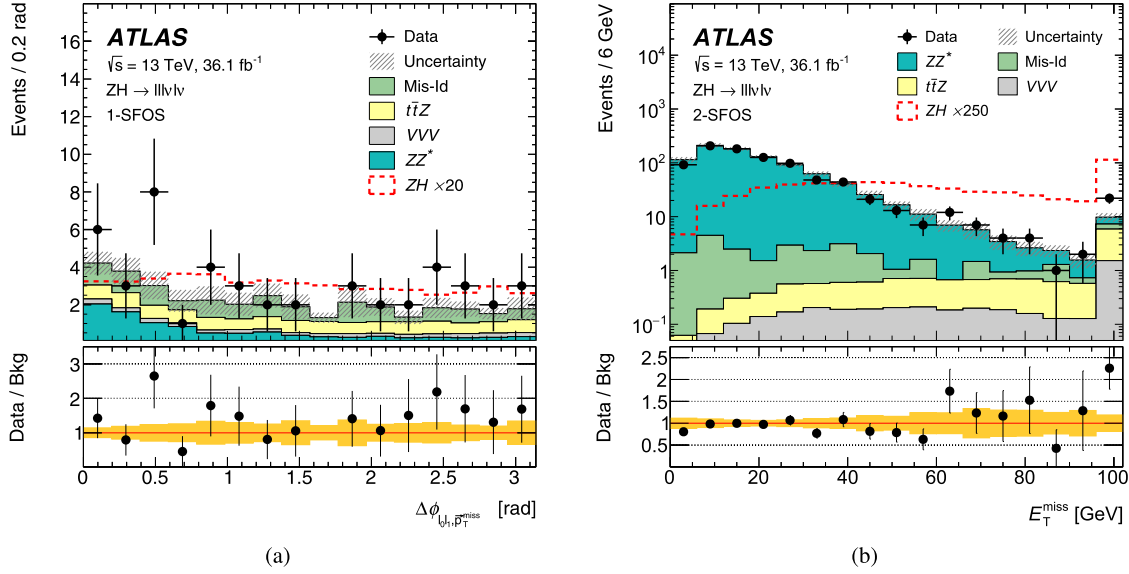 Events / 0.2 rad
16
14
12
10
8
6
4
2
0
ATLAS
√s = 13 TeV, 36.1 fb⁻¹
ZH → lllνlν
1-SFOS
Data
Uncertainty
Mis-Id
tt̄Z
VVV
ZZ*
ZH ×20
Data / Bkg
3
2
1
0 0.5 1 1.5 2 2.5 3
Δϕ l₀l₁,p⃗ᴛᵐⁱˢˢ [rad]
(a)
Events / 6 GeV
10⁴
10³
10²
10
1
10⁻¹
ATLAS
√s = 13 TeV, 36.1 fb⁻¹
ZH → lllνlν
2-SFOS
Data
Uncertainty
ZZ*
Mis-Id
tt̄Z
VVV
ZH ×250
Data / Bkg
2.5
2
1.5
1
0.5
0 20 40 60 80 100
E_T^miss [GeV]
(b)